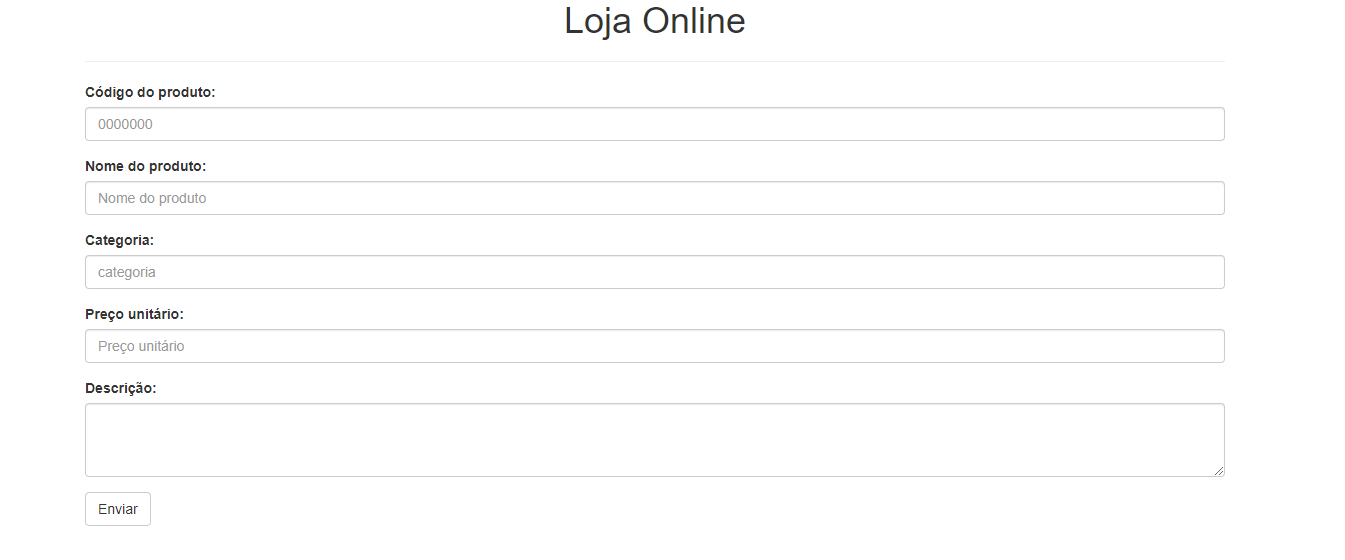 Loja Online
Código do produto:
0000000
Nome do produto:
Nome do produto
Categoria:
categoria
Preço unitário:
Preço unitário
Descrição:
Enviar